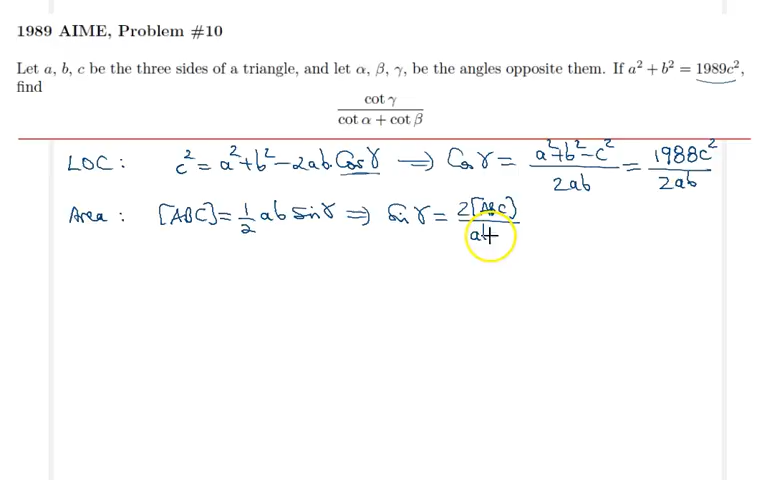 1989 AIME, Problem #10
Let a, b, c be the three sides of a triangle, and let α, β, γ, be the angles opposite them. If a² + b² = 1989c²,
find
cot γ
cot α + cot β
LOC : c² = a² + b² − 2ab Cos γ ⟹ Cos γ = (a² + b² − c²)/(2ab) = 1988c²/(2ab)
Area : [ABC] = 1/2 ab Sin γ ⟹ Sin γ = 2[ABC]/ab